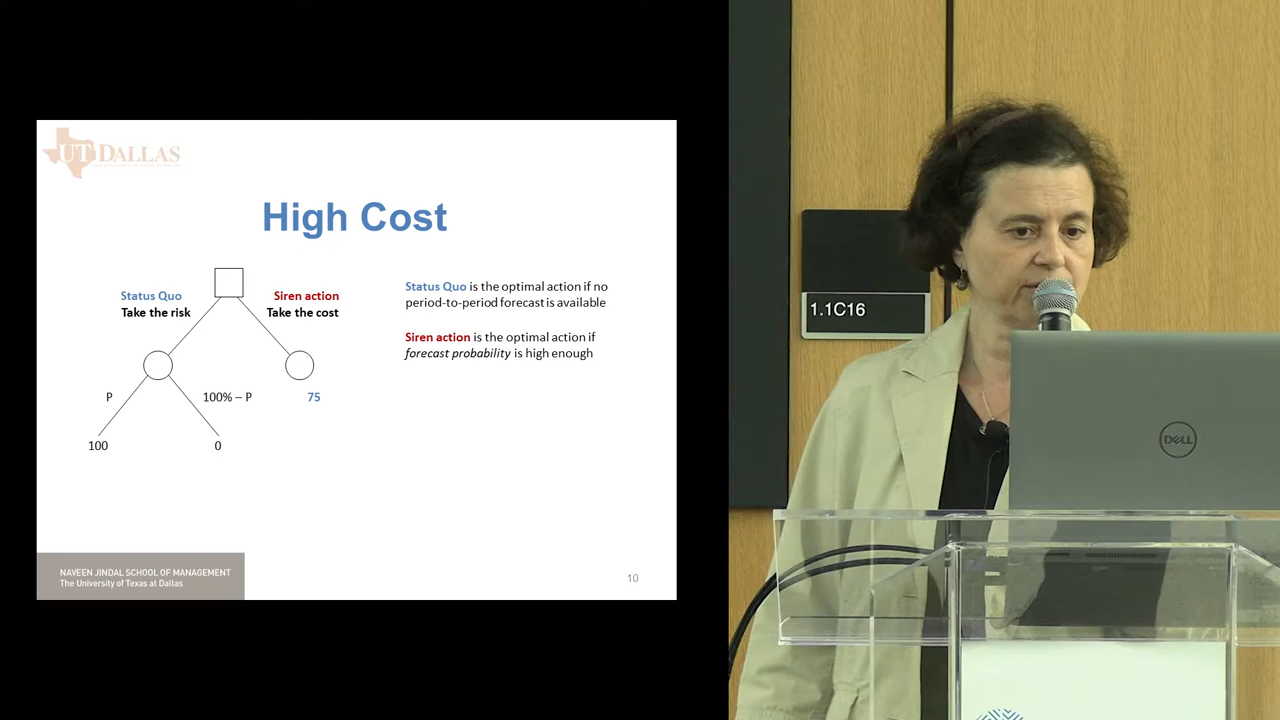 UT DALLAS
High Cost
Status Quo
Take the risk
Siren action
Take the cost
P
100% – P
75
100
0
Status Quo is the optimal action if no
period-to-period forecast is available
Siren action is the optimal action if
forecast probability is high enough
NAVEEN JINDAL SCHOOL OF MANAGEMENT
The University of Texas at Dallas
10
1.1C16
DELL